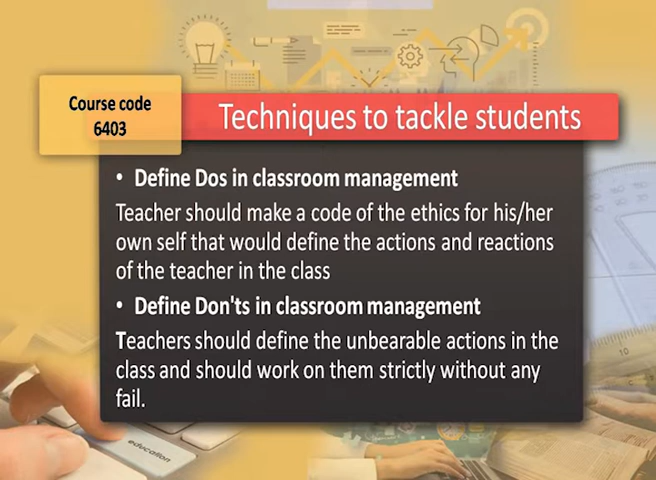 Course code
6403
Techniques to tackle students
• Define Dos in classroom management
Teacher should make a code of the ethics for his/her
own self that would define the actions and reactions
of the teacher in the class
• Define Don'ts in classroom management
Teachers should define the unbearable actions in the
class and should work on them strictly without any
fail.
education
10